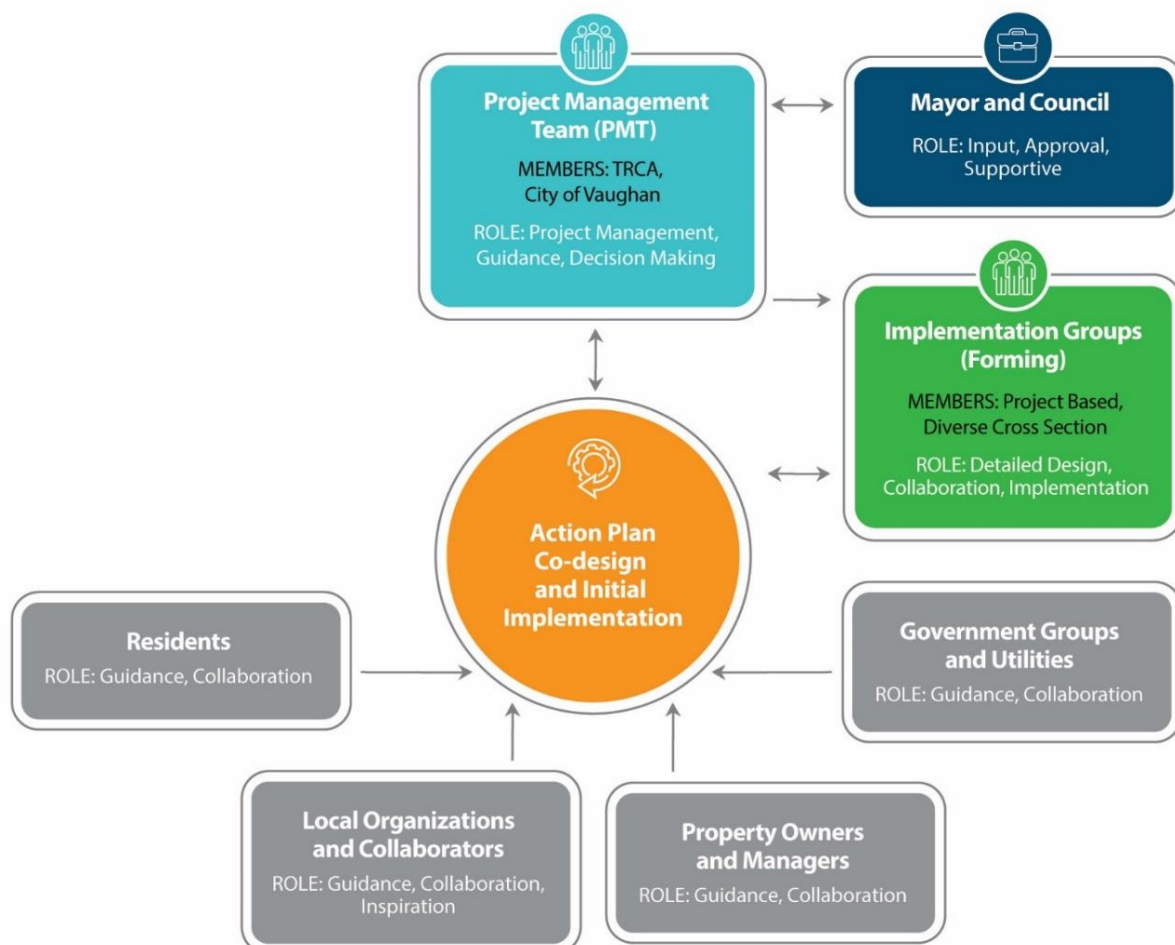 Project Management
Team (PMT)
MEMBERS: TRCA,
City of Vaughan
ROLE: Project Management,
Guidance, Decision Making
Mayor and Council
ROLE: Input, Approval,
Supportive
Implementation Groups
(Forming)
MEMBERS: Project Based,
Diverse Cross Section
ROLE: Detailed Design,
Collaboration, Implementation
Action Plan
Co-design
and Initial
Implementation
Residents
ROLE: Guidance, Collaboration
Government Groups
and Utilities
ROLE: Guidance, Collaboration
Local Organizations
and Collaborators
ROLE: Guidance, Collaboration,
Inspiration
Property Owners
and Managers
ROLE: Guidance, Collaboration